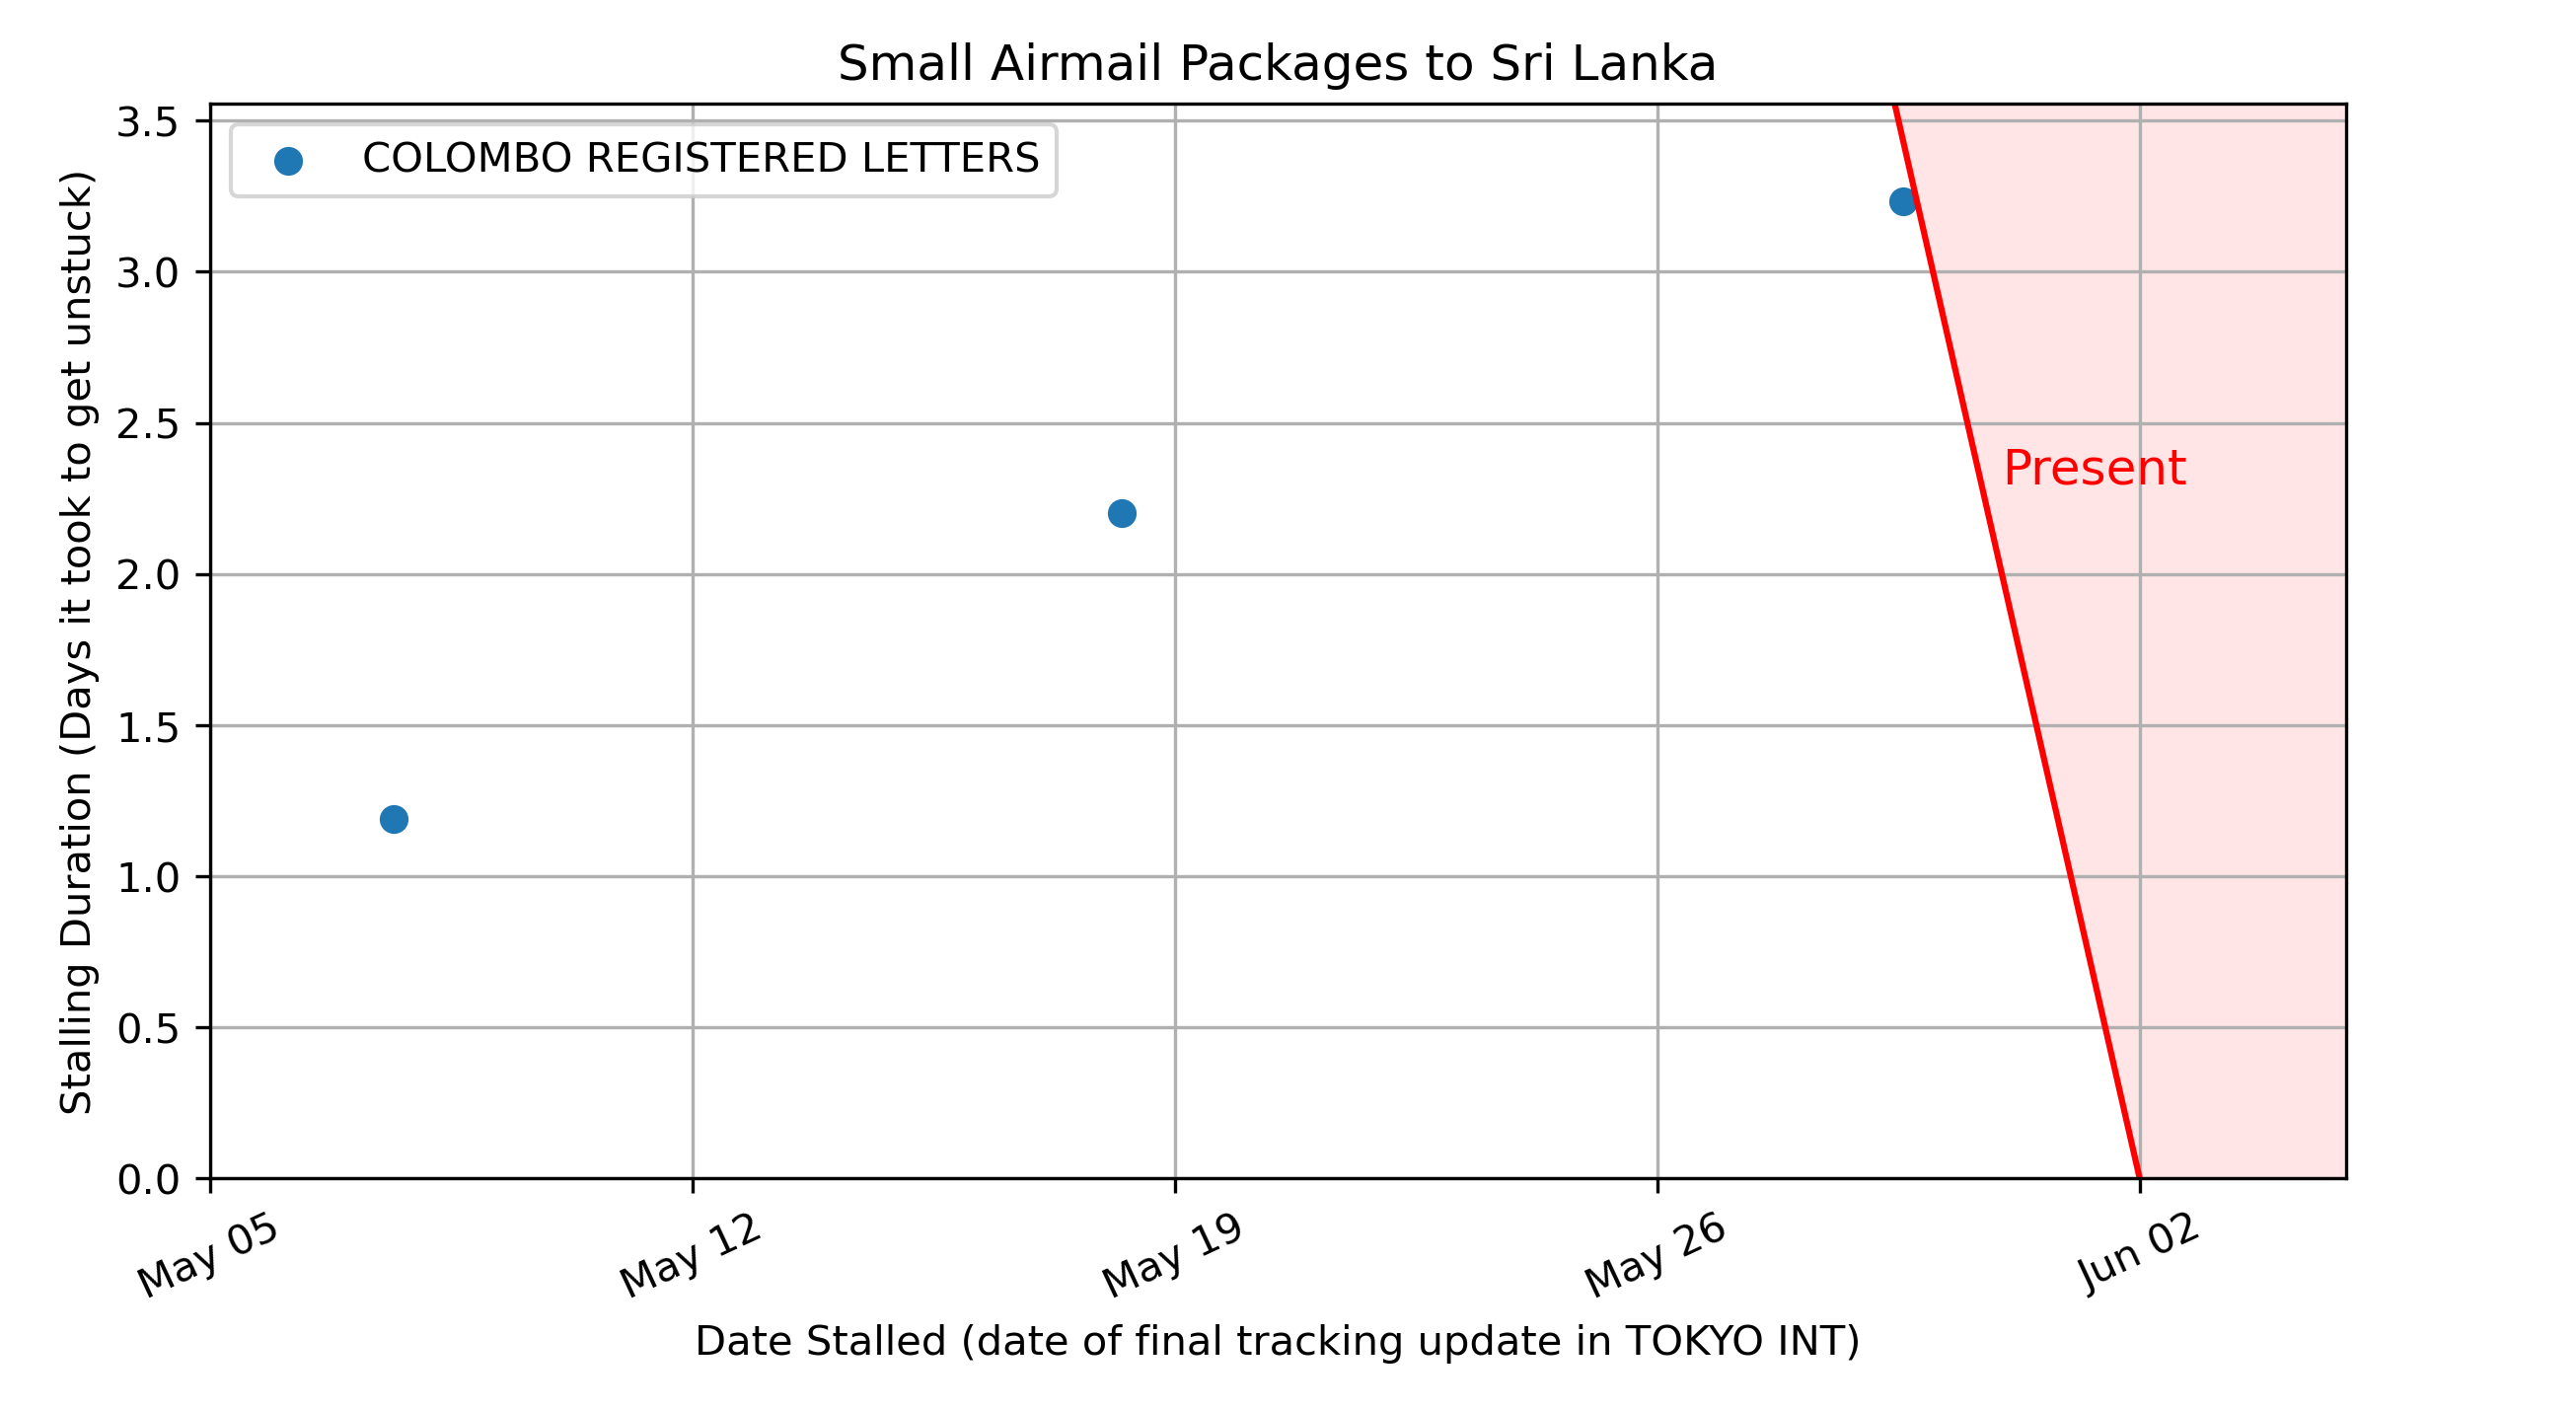 Small Airmail Packages to Sri Lanka
COLOMBO REGISTERED LETTERS
Present
Stalling Duration (Days it took to get unstuck)
3.5
3.0
2.5
2.0
1.5
1.0
0.5
0.0
May 05
May 12
May 19
May 26
Jun 02
Date Stalled (date of final tracking update in TOKYO INT)